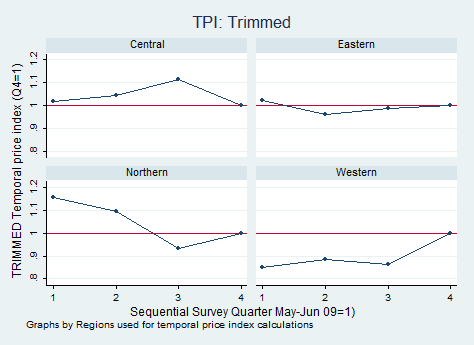 TPI: Trimmed
Central
Eastern
TRIMMED Temporal price index (Q4=1)
1.2
1.1
1
.9
.8
Northern
Western
1.2
1.1
1
.9
.8
1 2 3 4 1 2 3 4
Sequential Survey Quarter May-Jun 09=1)
Graphs by Regions used for temporal price index calculations